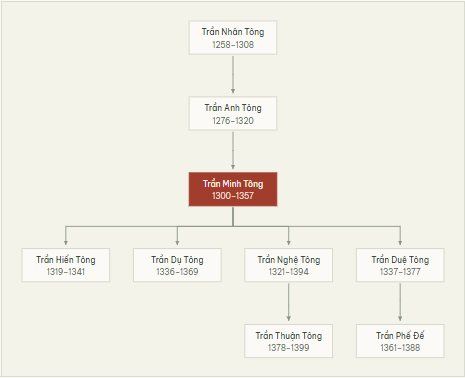 Trần Nhân Tông
1258–1308
Trần Anh Tông
1276–1320
Trần Minh Tông
1300–1357
Trần Hiến Tông
1319–1341
Trần Dụ Tông
1336–1369
Trần Nghệ Tông
1321–1394
Trần Duệ Tông
1337–1377
Trần Thuận Tông
1378–1399
Trần Phế Đế
1361–1388